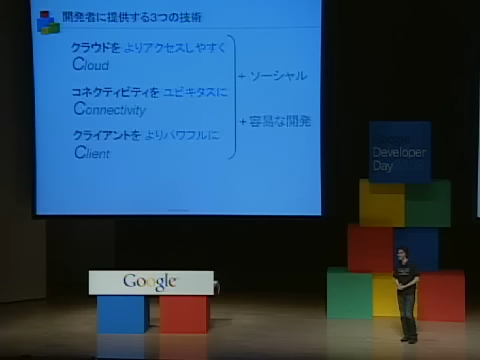 開発者に提供する3つの技術
クラウドを よりアクセスしやすく
Cloud
コネクティビティを ユビキタスに
Connectivity
クライアントを よりパワフルに
Client
+ ソーシャル
+ 容易な開発
Developer
Day
Google